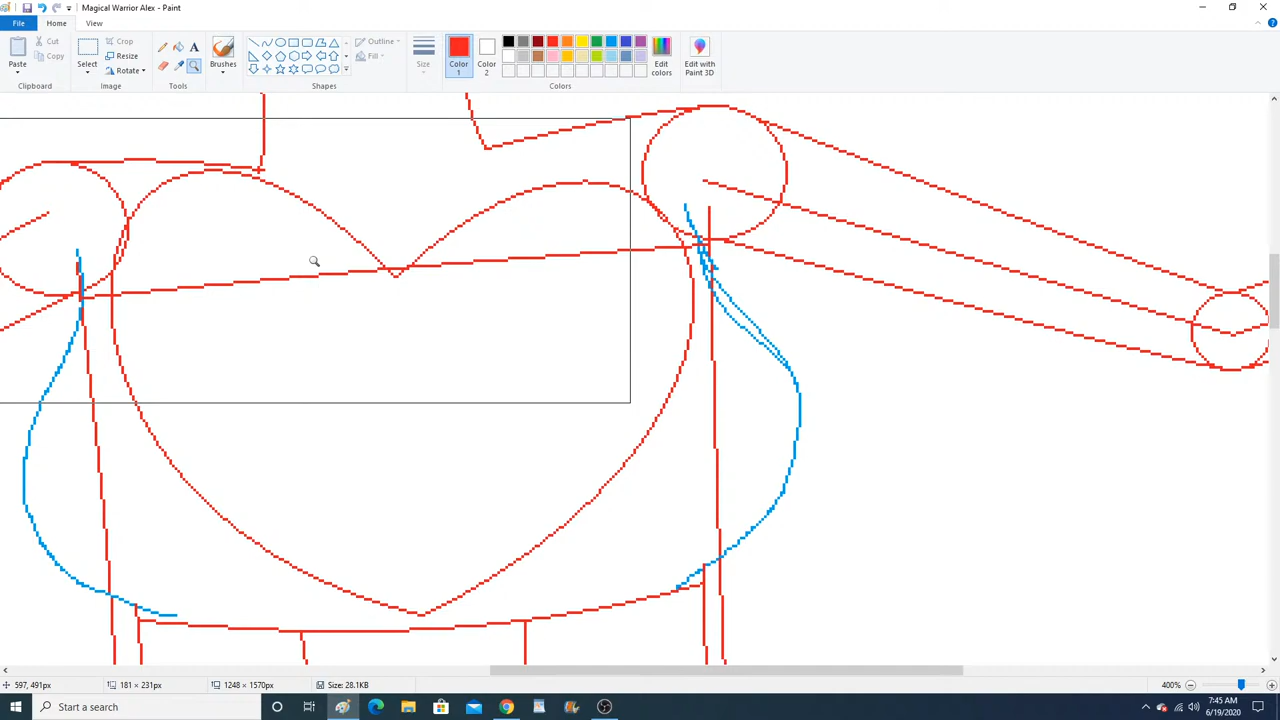 Magical Warrior Alex - Paint
File
Home
View
Paste
Cut
Copy
Clipboard
Select
Crop
Resize
Rotate
Image
A
Tools
Brushes
Outline
Fill
Shapes
Size
Color 1
Color 2
Edit colors
Colors
Edit with Paint 3D
597, 491px
181 × 231px
1248 × 1570px
Size: 28.1KB
400%
Start a search
7:45 AM
6/19/2020